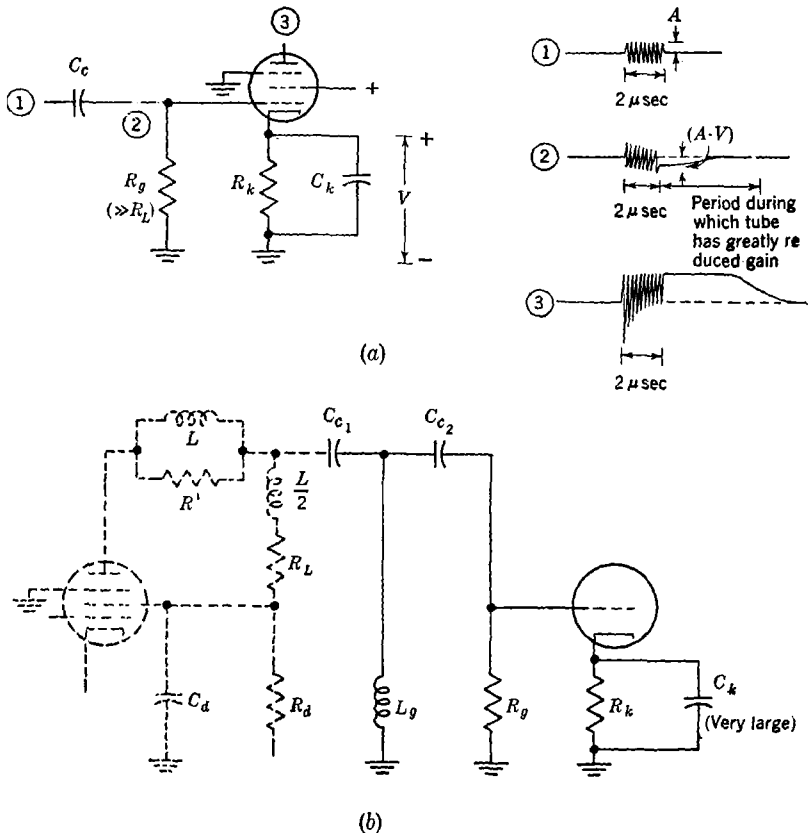 ③
C_c
①
②
+
R_g
(≫R_L)
R_k
C_k
+
V
−
①
A
2 μsec
②
(A-V)
2 μsec
Period during
which tube
has greatly re
duced gain
③
2 μsec
(a)
L
R'
L/2
R_L
C_c1
C_c2
C_d
R_d
L_g
R_g
R_k
C_k
(Very large)
(b)